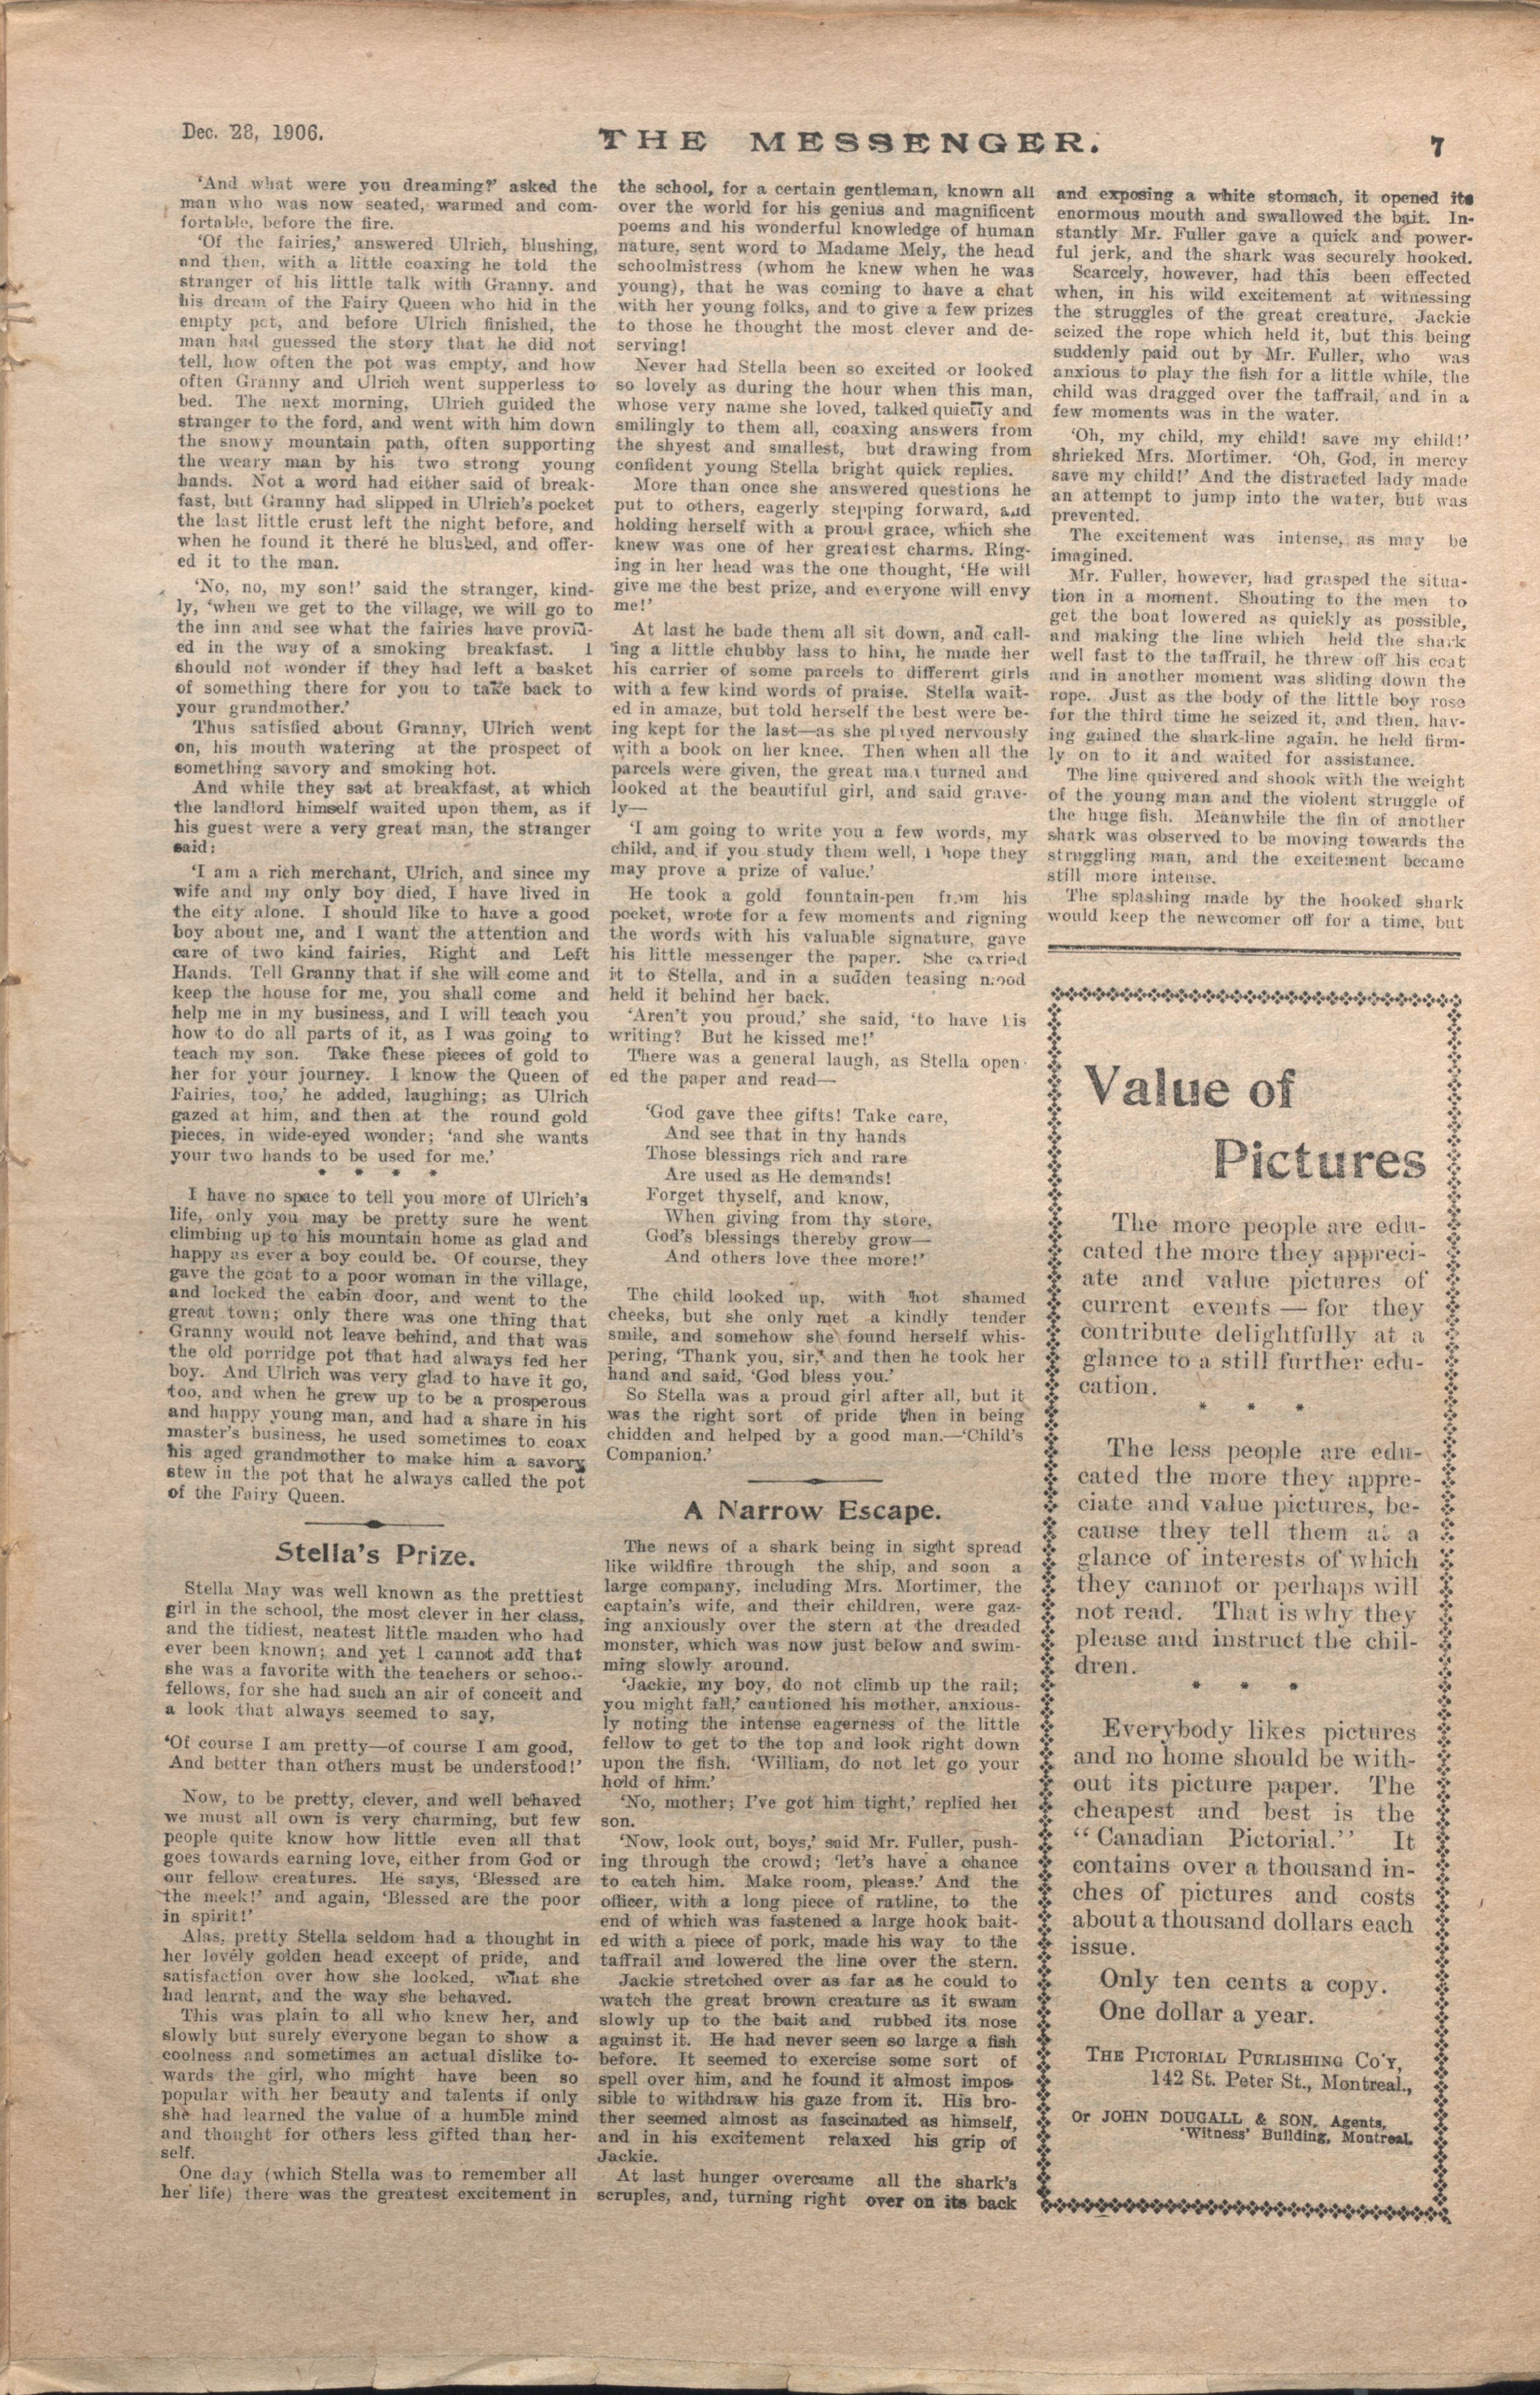 Dec. 28, 1906.
THE MESSENGER.
7
'And what were you dreaming?' asked the
man who was now seated, warmed and com-
fortable, before the fire.
'Of the fairies,' answered Ulrich, blushing,
and then, with a little coaxing he told the
stranger of his little talk with Granny. and
his dream of the Fairy Queen who hid in the
empty pot, and before Ulrich finished, the
man had guessed the story that he did not
tell, how often the pot was empty, and how
often Granny and Ulrich went supperless to
bed. The next morning, Ulrich guided the
stranger to the ford, and went with him down
the snowy mountain path, often supporting
the weary man by his two strong young
hands. Not a word had either said of break-
fast, but Granny had slipped in Ulrich's pocket
the last little crust left the night before, and
when he found it there he blushed, and offer-
ed it to the man.
'No, no, my son!' said the stranger, kind-
ly, 'when we get to the village, we will go to
the inn and see what the fairies have provid-
ed in the way of a smoking breakfast. I
should not wonder if they had left a basket
of something there for you to take back to
your grandmother.'
Thus satisfied about Granny, Ulrich went
on, his mouth watering at the prospect of
something savory and smoking hot.
And while they sat at breakfast, at which
the landlord himself waited upon them, as if
his guest were a very great man, the stranger
said:
'I am a rich merchant, Ulrich, and since my
wife and my only boy died, I have lived in
the city alone. I should like to have a good
boy about me, and I want the attention and
care of two kind fairies, Right and Left
Hands. Tell Granny that if she will come and
keep the house for me, you shall come and
help me in my business, and I will teach you
how to do all parts of it, as I was going to
teach my son. Take these pieces of gold to
her for your journey. I know the Queen of
Fairies, too,' he added, laughing; as Ulrich
gazed at him, and then at the round gold
pieces, in wide-eyed wonder; 'and she wants
your two hands to be used for me.'
* * * *
I have no space to tell you more of Ulrich's
life, only you may be pretty sure he went
climbing up to his mountain home as glad and
happy as ever a boy could be. Of course, they
gave the goat to a poor woman in the village,
and locked the cabin door, and went to the
great town; only there was one thing that
Granny would not leave behind, and that was
the old porridge pot that had always fed her
boy. And Ulrich was very glad to have it go,
too, and when he grew up to be a prosperous
and happy young man, and had a share in his
master's business, he used sometimes to coax
his aged grandmother to make him a savory
stew in the pot that he always called the pot
of the Fairy Queen.
Stella's Prize.
Stella May was well known as the prettiest
girl in the school, the most clever in her class,
and the tidiest, neatest little maiden who had
ever been known; and yet I cannot add that
she was a favorite with the teachers or school-
fellows, for she had such an air of conceit and
a look that always seemed to say,
'Of course I am pretty—of course I am good,
And better than others must be understood!'
Now, to be pretty, clever, and well behaved
we must all own is very charming, but few
people quite know how little even all that
goes towards earning love, either from God or
our fellow creatures. He says, 'Blessed are
the meek!' and again, 'Blessed are the poor
in spirit!'
Alas, pretty Stella seldom had a thought in
her lovely golden head except of pride, and
satisfaction over how she looked, what she
had learnt, and the way she behaved.
This was plain to all who knew her, and
slowly but surely everyone began to show a
coolness and sometimes an actual dislike to-
wards the girl, who might have been so
popular with her beauty and talents if only
she had learned the value of a humble mind
and thought for others less gifted than her-
self.
One day (which Stella was to remember all
her life) there was the greatest excitement in
the school, for a certain gentleman, known all
over the world for his genius and magnificent
poems and his wonderful knowledge of human
nature, sent word to Madame Mely, the head
schoolmistress (whom he knew when he was
young), that he was coming to have a chat
with her young folks, and to give a few prizes
to those he thought the most clever and de-
serving!
Never had Stella been so excited or looked
so lovely as during the hour when this man,
whose very name she loved, talked quietly and
smilingly to them all, coaxing answers from
the shyest and smallest, but drawing from
confident young Stella bright quick replies.
More than once she answered questions he
put to others, eagerly stepping forward, and
holding herself with a proud grace, which she
knew was one of her greatest charms. Ring-
ing in her head was the one thought, 'He will
give me the best prize, and everyone will envy
me!'
At last he bade them all sit down, and call-
ing a little chubby lass to him, he made her
his carrier of some parcels to different girls
with a few kind words of praise. Stella wait-
ed in amaze, but told herself the best were be-
ing kept for the last—as she played nervously
with a book on her knee. Then when all the
parcels were given, the great man turned and
looked at the beautiful girl, and said grave-
ly—
'I am going to write you a few words, my
child, and if you study them well, I hope they
may prove a prize of value.'
He took a gold fountain-pen from his
pocket, wrote for a few moments and signing
the words with his valuable signature, gave
his little messenger the paper. She carried
it to Stella, and in a sudden teasing mood
held it behind her back.
'Aren't you proud,' she said, 'to have his
writing? But he kissed me!'
There was a general laugh, as Stella open-
ed the paper and read—
'God gave thee gifts! Take care,
And see that in thy hands
Those blessings rich and rare
Are used as He demands!
Forget thyself, and know,
When giving from thy store,
God's blessings thereby grow—
And others love thee more!'
The child looked up, with hot shamed
cheeks, but she only met a kindly tender
smile, and somehow she found herself whis-
pering, 'Thank you, sir,' and then he took her
hand and said, 'God bless you.'
So Stella was a proud girl after all, but it
was the right sort of pride then in being
chidden and helped by a good man.—'Child's
Companion.'
A Narrow Escape.
The news of a shark being in sight spread
like wildfire through the ship, and soon a
large company, including Mrs. Mortimer, the
captain's wife, and their children, were gaz-
ing anxiously over the stern at the dreaded
monster, which was now just below and swim-
ming slowly around.
'Jackie, my boy, do not climb up the rail;
you might fall,' cautioned his mother, anxious-
ly noting the intense eagerness of the little
fellow to get to the top and look right down
upon the fish. 'William, do not let go your
hold of him.'
'No, mother; I've got him tight,' replied her
son.
'Now, look out, boys,' said Mr. Fuller, push-
ing through the crowd; 'let's have a chance
to catch him. Make room, please.' And the
officer, with a long piece of ratline, to the
end of which was fastened a large hook bait-
ed with a piece of pork, made his way to the
taffrail and lowered the line over the stern.
Jackie stretched over as far as he could to
watch the great brown creature as it swam
slowly up to the bait and rubbed its nose
against it. He had never seen so large a fish
before. It seemed to exercise some sort of
spell over him, and he found it almost impos-
sible to withdraw his gaze from it. His bro-
ther seemed almost as fascinated as himself,
and in his excitement relaxed his grip of
Jackie.
At last hunger overcame all the shark's
scruples, and, turning right over on its back
and exposing a white stomach, it opened its
enormous mouth and swallowed the bait. In-
stantly Mr. Fuller gave a quick and power-
ful jerk, and the shark was securely hooked.
Scarcely, however, had this been effected
when, in his wild excitement at witnessing
the struggles of the great creature, Jackie
seized the rope which held it, but this being
suddenly paid out by Mr. Fuller, who was
anxious to play the fish for a little while, the
child was dragged over the taffrail, and in a
few moments was in the water.
'Oh, my child, my child! save my child!'
shrieked Mrs. Mortimer. 'Oh, God, in mercy
save my child!' And the distracted lady made
an attempt to jump into the water, but was
prevented.
The excitement was intense, as may be
imagined.
Mr. Fuller, however, had grasped the situa-
tion in a moment. Shouting to the men to
get the boat lowered as quickly as possible,
and making the line which held the shark
well fast to the taffrail, he threw off his coat
and in another moment was sliding down the
rope. Just as the body of the little boy rose
for the third time he seized it, and then, hav-
ing gained the shark-line again. he held firm-
ly on to it and waited for assistance.
The line quivered and shook with the weight
of the young man and the violent struggle of
the huge fish. Meanwhile the fin of another
shark was observed to be moving towards the
struggling man, and the excitement became
still more intense.
The splashing made by the hooked shark
would keep the newcomer off for a time, but
Value of
Pictures
The more people are edu-
cated the more they appreci-
ate and value pictures of
current events — for they
contribute delightfully at a
glance to a still further edu-
cation.
* * *
The less people are edu-
cated the more they appre-
ciate and value pictures, be-
cause they tell them at a
glance of interests of which
they cannot or perhaps will
not read. That is why they
please and instruct the chil-
dren.
* * *
Everybody likes pictures
and no home should be with-
out its picture paper. The
cheapest and best is the
"Canadian Pictorial." It
contains over a thousand in-
ches of pictures and costs
about a thousand dollars each
issue.
Only ten cents a copy.
One dollar a year.
THE PICTORIAL PUBLISHING CO'Y,
142 St. Peter St., Montreal.,
Or JOHN DOUGALL & SON, Agents,
'Witness' Building, Montreal.